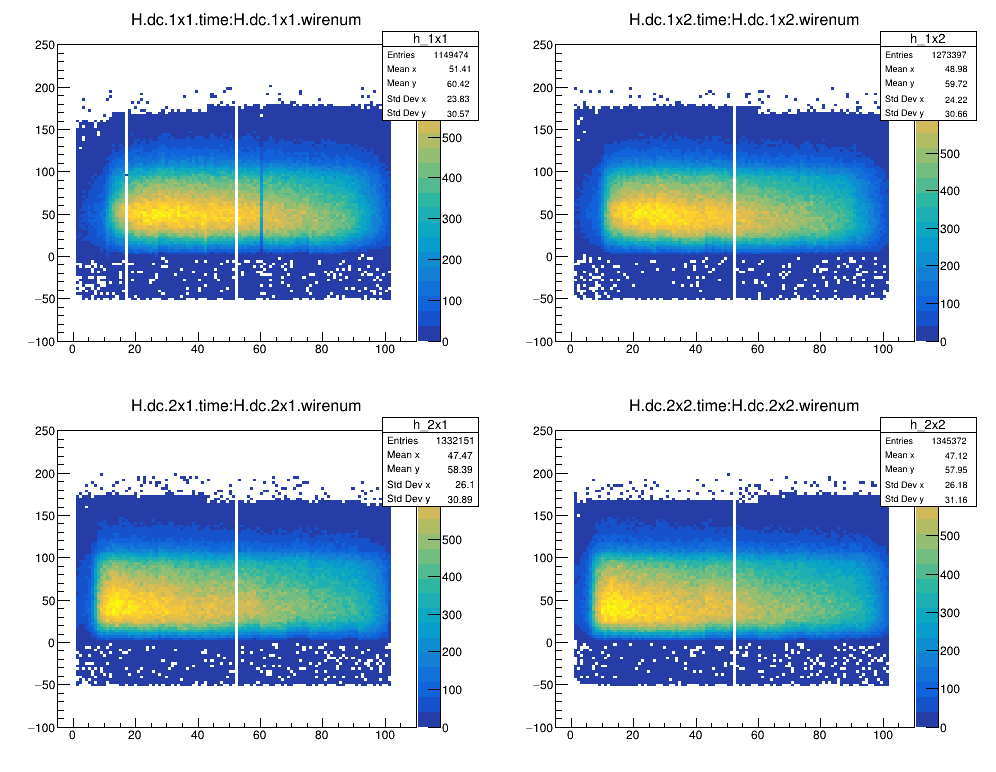 H.dc.1x1.time:H.dc.1x1.wirenum
h_1x1
Entries 1149474
Mean x 51.41
Mean y 60.42
Std Dev x 23.83
Std Dev y 30.57
250
200
150
100
50
0
−50
−100
0 20 40 60 80 100
500
400
300
200
100
0
H.dc.1x2.time:H.dc.1x2.wirenum
h_1x2
Entries 1273397
Mean x 48.98
Mean y 59.72
Std Dev x 24.22
Std Dev y 30.66
250
200
150
100
50
0
−50
−100
0 20 40 60 80 100
500
400
300
200
100
0
H.dc.2x1.time:H.dc.2x1.wirenum
h_2x1
Entries 1332151
Mean x 47.47
Mean y 58.39
Std Dev x 26.1
Std Dev y 30.89
250
200
150
100
50
0
−50
−100
0 20 40 60 80 100
500
400
300
200
100
0
H.dc.2x2.time:H.dc.2x2.wirenum
h_2x2
Entries 1345372
Mean x 47.12
Mean y 57.95
Std Dev x 26.18
Std Dev y 31.16
250
200
150
100
50
0
−50
−100
0 20 40 60 80 100
500
400
300
200
100
0